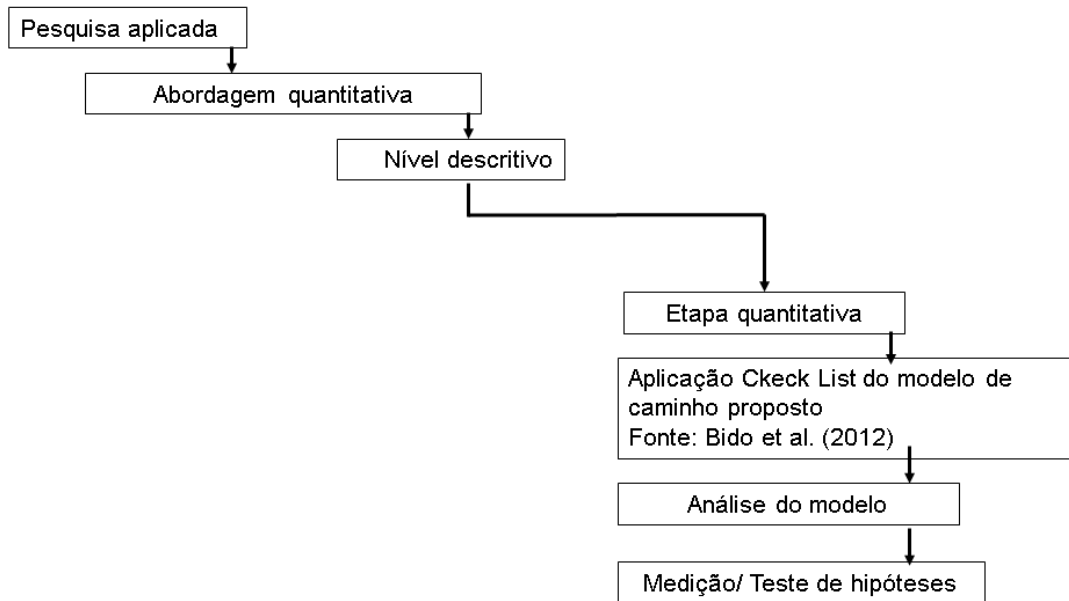 Pesquisa aplicada
Abordagem quantitativa
Nível descritivo
Etapa quantitativa
Aplicação Ckeck List do modelo de
caminho proposto
Fonte: Bido et al. (2012)
Análise do modelo
Medição/ Teste de hipóteses